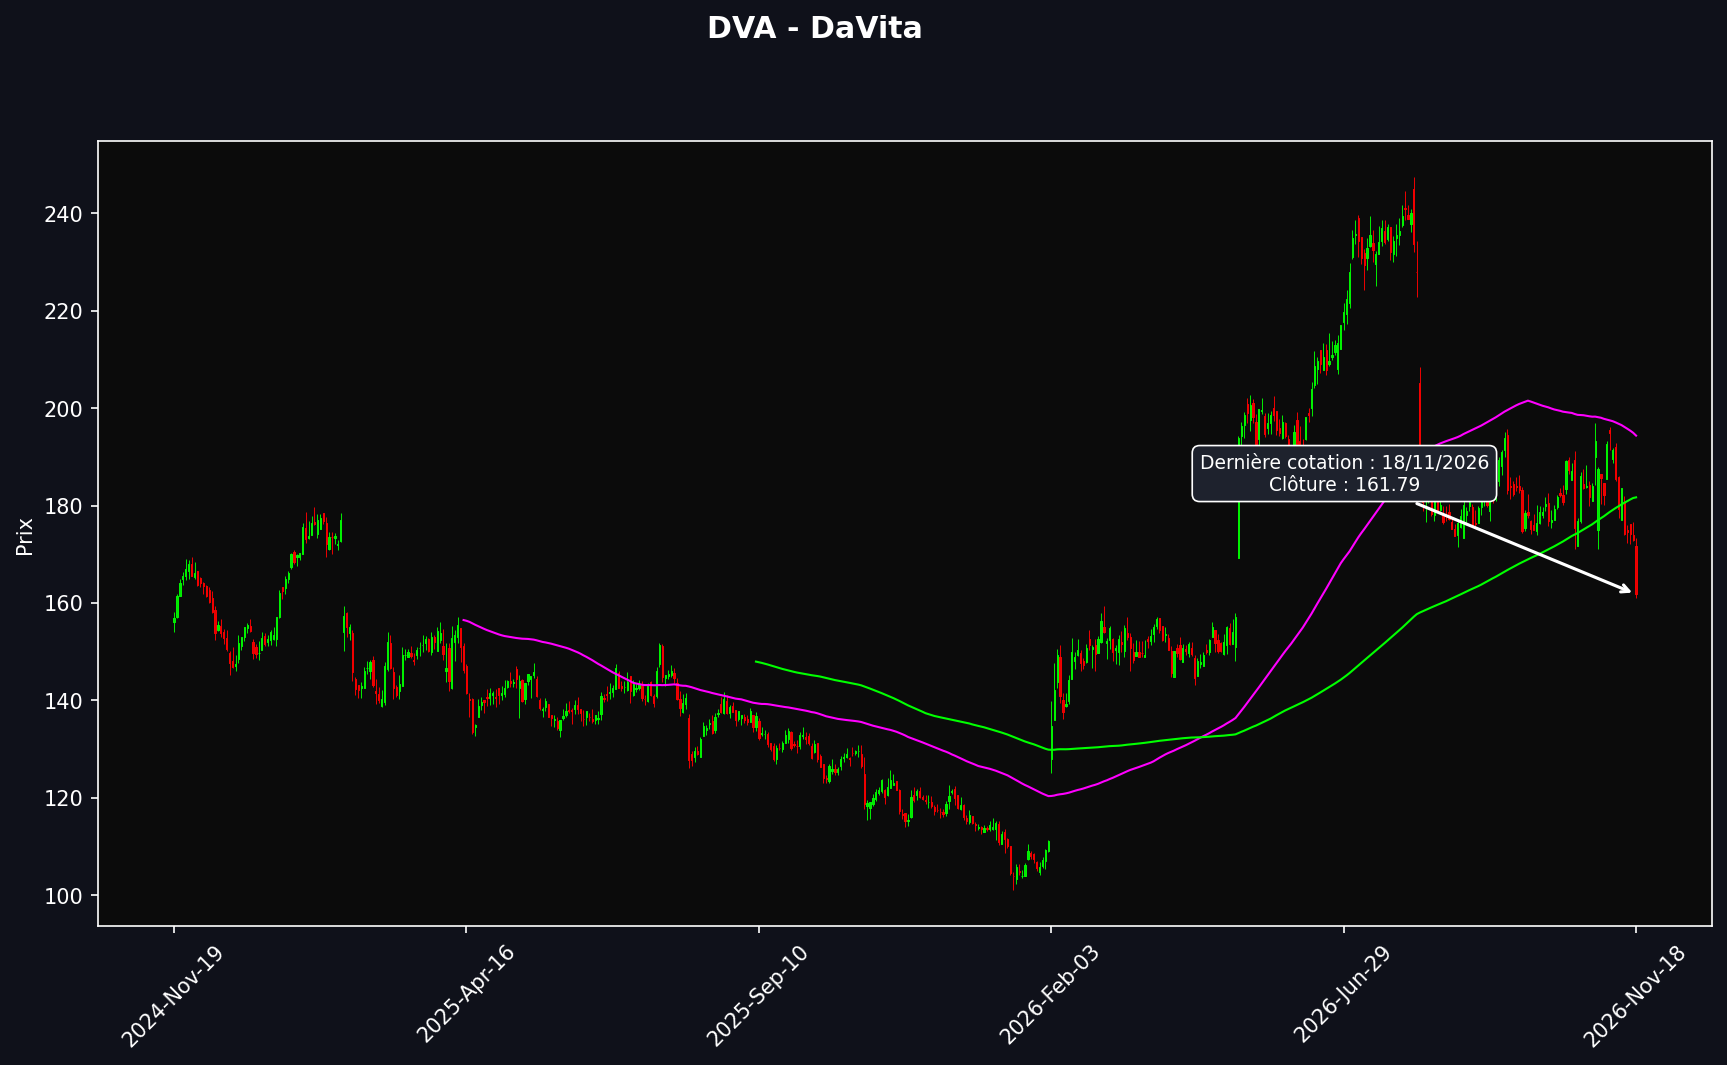 DVA - DaVita
Prix
240
220
200
180
160
140
120
100
Dernière cotation : 18/11/2026
Clôture : 161.79
2024-Nov-19
2025-Apr-16
2025-Sep-10
2026-Feb-03
2026-Jun-29
2026-Nov-18